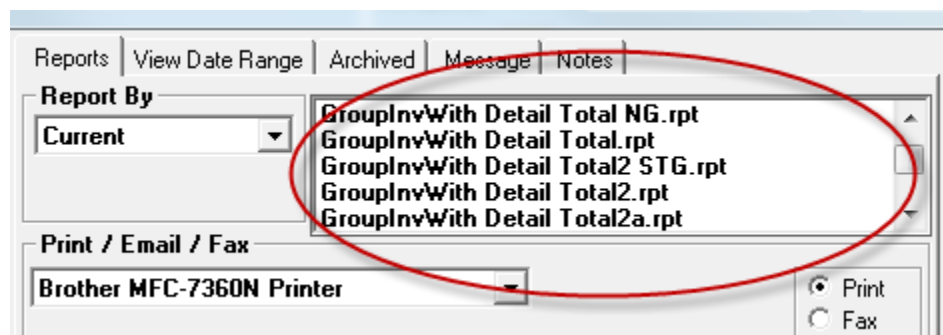 Reports View Date Range Archived Message Notes
Report By
Current
GroupInvWith Detail Total NG.rpt
GroupInvWith Detail Total.rpt
GroupInvWith Detail Total2 STG.rpt
GroupInvWith Detail Total2.rpt
GroupInvWith Detail Total2a.rpt
Print / Email / Fax
Brother MFC-7360N Printer
Print
Fax